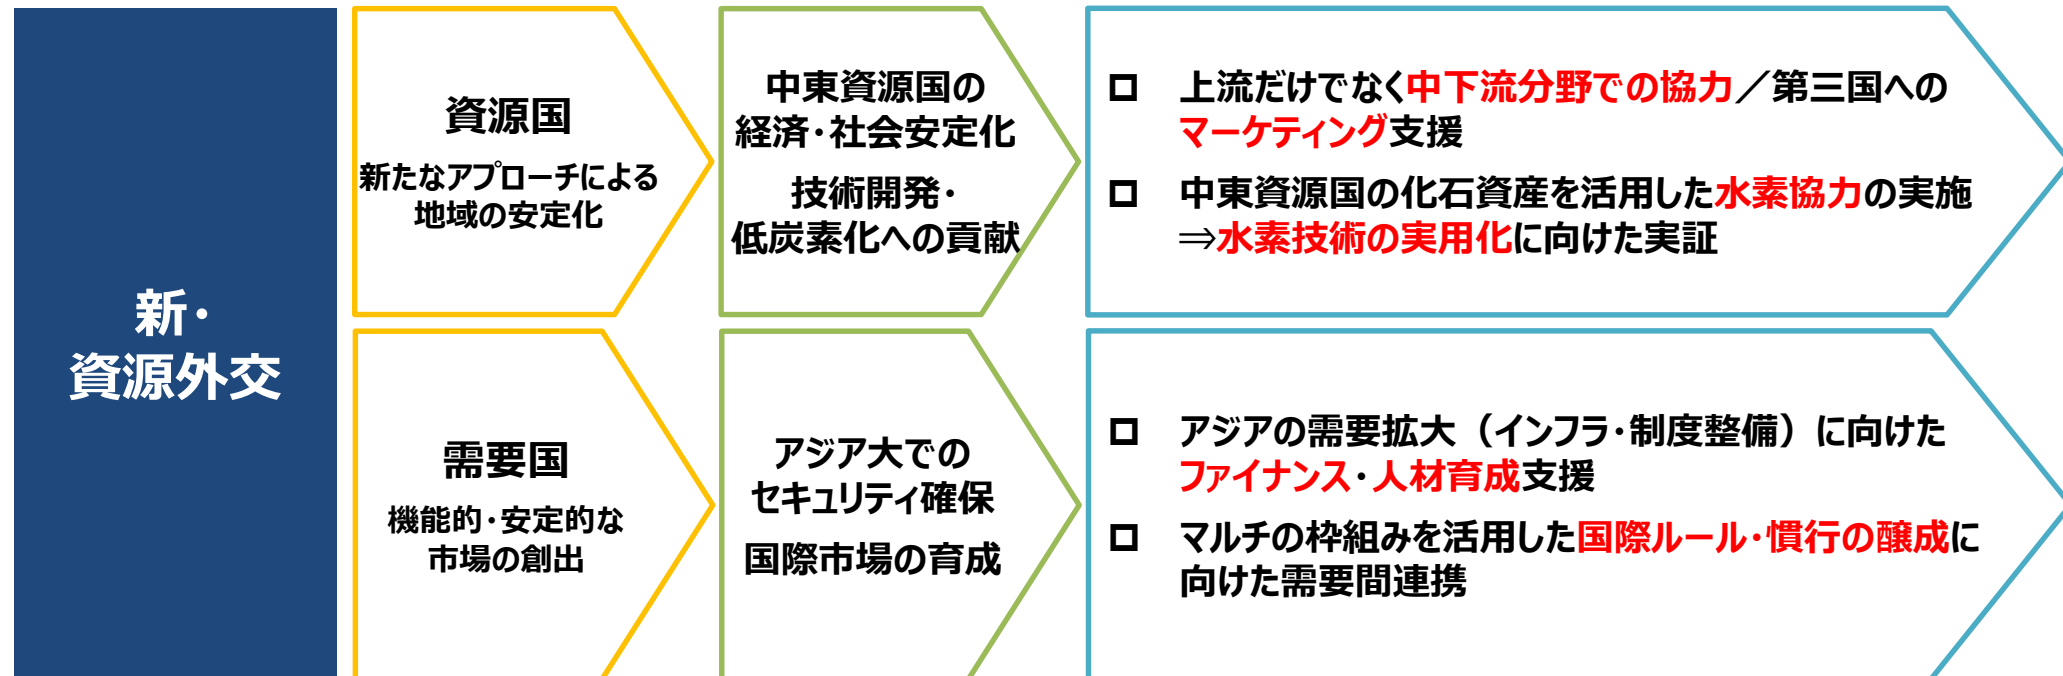 新・
資源外交
資源国
新たなアプローチによる
地域の安定化
中東資源国の
経済・社会安定化
技術開発・
低炭素化への貢献
□ 上流だけでなく中下流分野での協力／第三国への
マーケティング支援
□ 中東資源国の化石資産を活用した水素協力の実施
⇒水素技術の実用化に向けた実証
需要国
機能的・安定的な
市場の創出
アジア大での
セキュリティ確保
国際市場の育成
□ アジアの需要拡大（インフラ・制度整備）に向けた
ファイナンス・人材育成支援
□ マルチの枠組みを活用した国際ルール・慣行の醸成に
向けた需要間連携